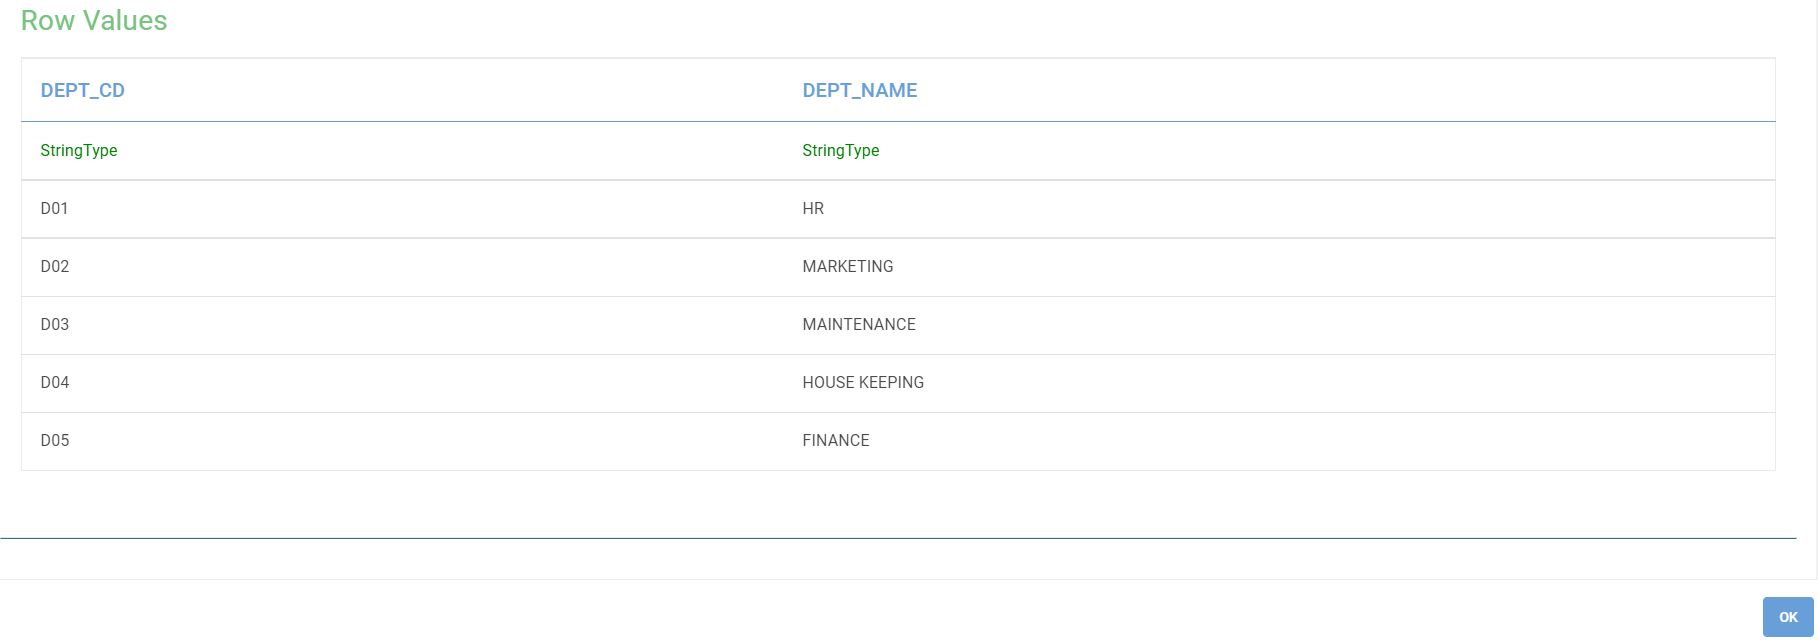 Row Values
DEPT_CD DEPT_NAME
StringType StringType
D01 HR
D02 MARKETING
D03 MAINTENANCE
D04 HOUSE KEEPING
D05 FINANCE
OK